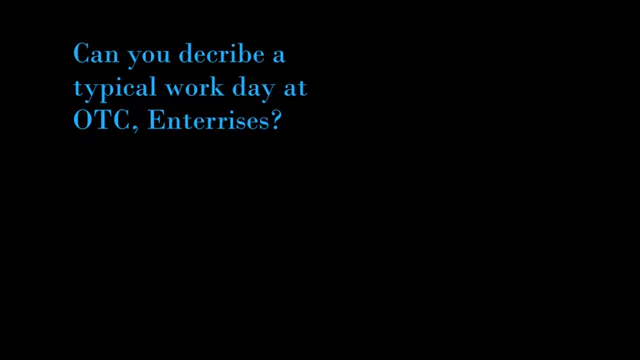 Can you decribe a
typical work day at
OTC, Enterrises?